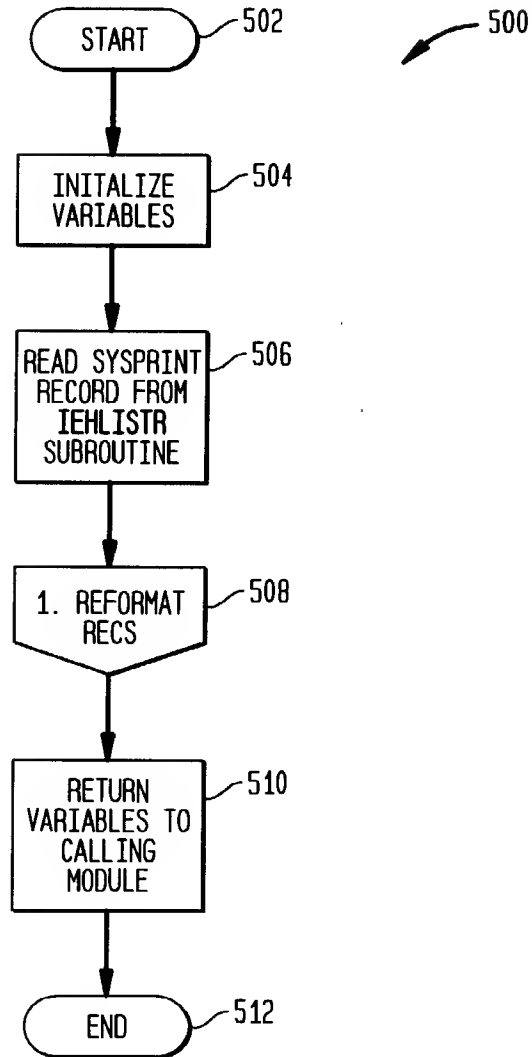 START
502
500
INITALIZE
VARIABLES
504
READ SYSPRINT
RECORD FROM
IEHLISTR
SUBROUTINE
506
1. REFORMAT
RECS
508
RETURN
VARIABLES TO
CALLING
MODULE
510
END
512